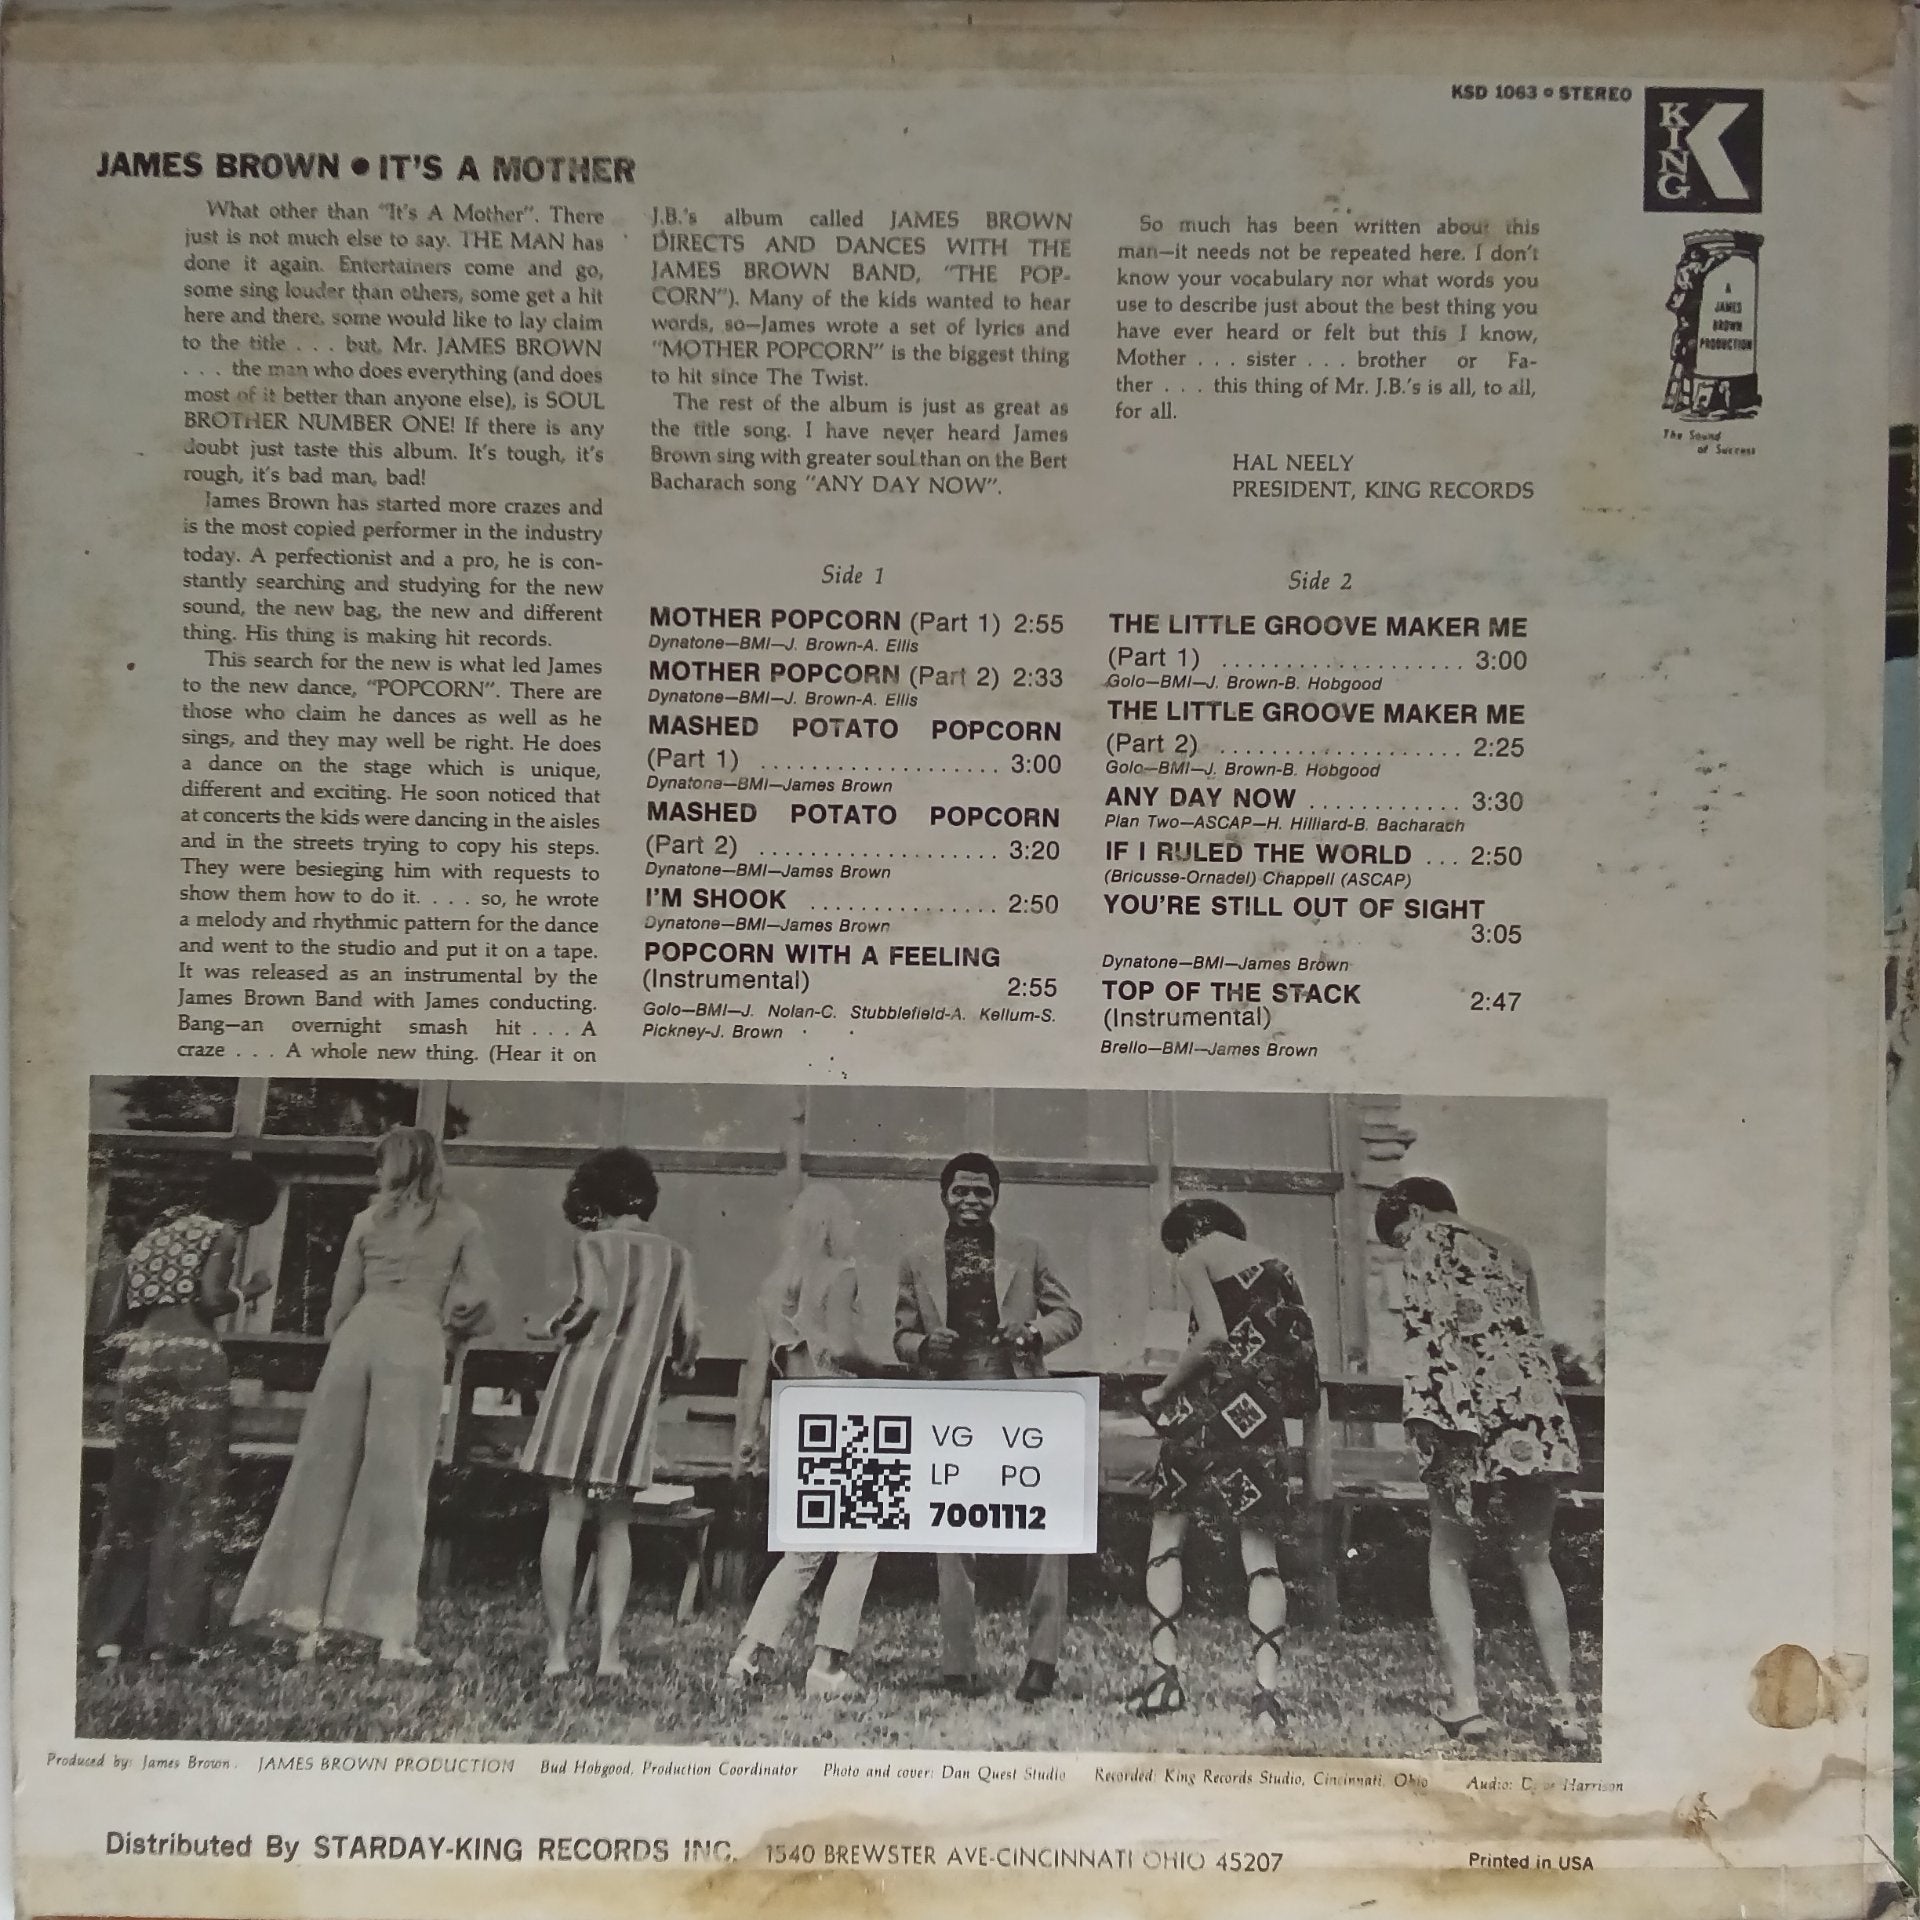 KSD 1063 • STEREO
KING
K
JAMES BROWN • IT'S A MOTHER
What other than "It's A Mother". There
just is not much else to say. THE MAN has
done it again. Entertainers come and go,
some sing louder than others, some get a hit
here and there, some would like to lay claim
to the title . . . but, Mr. JAMES BROWN
. . . the man who does everything (and does
most of it better than anyone else), is SOUL
BROTHER NUMBER ONE! If there is any
doubt just taste this album. It's tough, it's
rough, it's bad man, bad!
James Brown has started more crazes and
is the most copied performer in the industry
today. A perfectionist and a pro, he is con-
stantly searching and studying for the new
sound, the new bag, the new and different
thing. His thing is making hit records.
This search for the new is what led James
to the new dance, "POPCORN". There are
those who claim he dances as well as he
sings, and they may well be right. He does
a dance on the stage which is unique,
different and exciting. He soon noticed that
at concerts the kids were dancing in the aisles
and in the streets trying to copy his steps.
They were besieging him with requests to
show them how to do it. . . . so, he wrote
a melody and rhythmic pattern for the dance
and went to the studio and put it on a tape.
It was released as an instrumental by the
James Brown Band with James conducting.
Bang—an overnight smash hit . . . A
craze . . . A whole new thing. (Hear it on
J.B.'s album called JAMES BROWN
DIRECTS AND DANCES WITH THE
JAMES BROWN BAND, "THE POP-
CORN"). Many of the kids wanted to hear
words, so—James wrote a set of lyrics and
"MOTHER POPCORN" is the biggest thing
to hit since The Twist.
The rest of the album is just as great as
the title song. I have never heard James
Brown sing with greater soul than on the Bert
Bacharach song "ANY DAY NOW".
So much has been written about this
man—it needs not be repeated here. I don't
know your vocabulary nor what words you
use to describe just about the best thing you
have ever heard or felt but this I know,
Mother . . . sister . . . brother or Fa-
ther . . . this thing of Mr. J.B.'s is all, to all,
for all.
HAL NEELY
PRESIDENT, KING RECORDS
A
JAMES
BROWN
PRODUCTION
The Sound
of Success
Side 1
MOTHER POPCORN (Part 1) 2:55
Dynatone—BMI—J. Brown-A. Ellis
MOTHER POPCORN (Part 2) 2:33
Dynatone—BMI—J. Brown-A. Ellis
MASHED POTATO POPCORN
(Part 1) ................... 3:00
Dynatone—BMI—James Brown
MASHED POTATO POPCORN
(Part 2) ................... 3:20
Dynatone—BMI—James Brown
I'M SHOOK ............... 2:50
Dynatone—BMI—James Brown
POPCORN WITH A FEELING
(Instrumental) 2:55
Golo—BMI—J. Nolan-C. Stubblefield-A. Kellum-S.
Pickney-J. Brown
Side 2
THE LITTLE GROOVE MAKER ME
(Part 1) ................... 3:00
Golo—BMI—J. Brown-B. Hobgood
THE LITTLE GROOVE MAKER ME
(Part 2) ................... 2:25
Golo—BMI—J. Brown-B. Hobgood
ANY DAY NOW ............ 3:30
Plan Two—ASCAP—H. Hilliard-B. Bacharach
IF I RULED THE WORLD ... 2:50
(Bricusse-Ornadel) Chappell (ASCAP)
YOU'RE STILL OUT OF SIGHT
3:05
Dynatone—BMI—James Brown
TOP OF THE STACK 2:47
(Instrumental)
Brello—BMI—James Brown
VG VG
LP PO
7001112
Produced by: James Brown. JAMES BROWN PRODUCTION Bud Hobgood, Production Coordinator Photo and cover: Dan Quest Studio Recorded: King Records Studio, Cincinnati, Ohio Audio: Harrison
Distributed By STARDAY-KING RECORDS INC. 1540 BREWSTER AVE-CINCINNATI OHIO 45207 Printed in USA